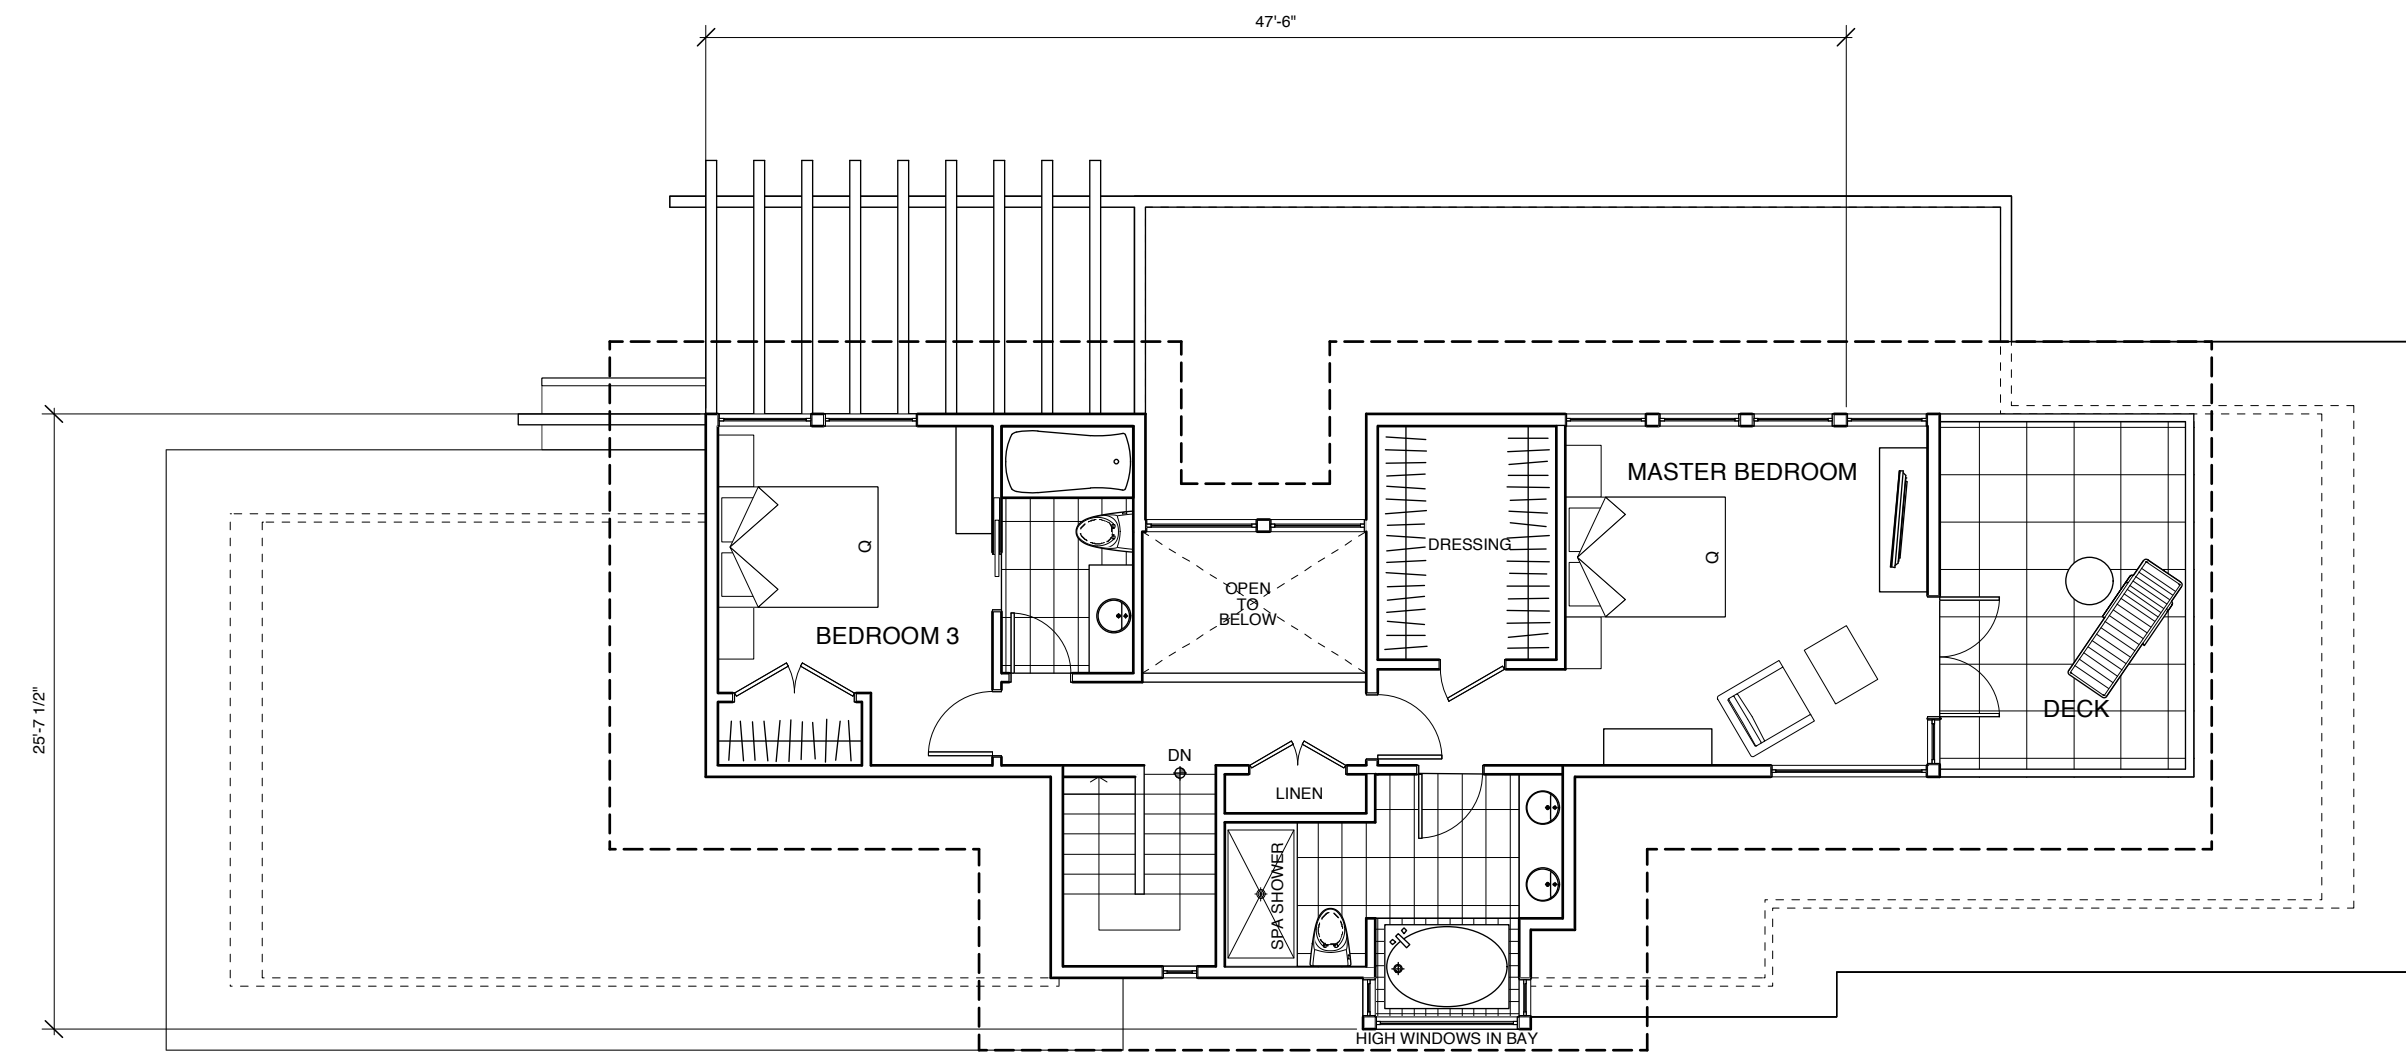 47'-6"
MASTER BEDROOM
DRESSING
Q
Q
OPEN
TO
BELOW
BEDROOM 3
DECK
25'-7 1/2"
DN
LINEN
SPA SHOWER
HIGH WINDOWS IN BAY